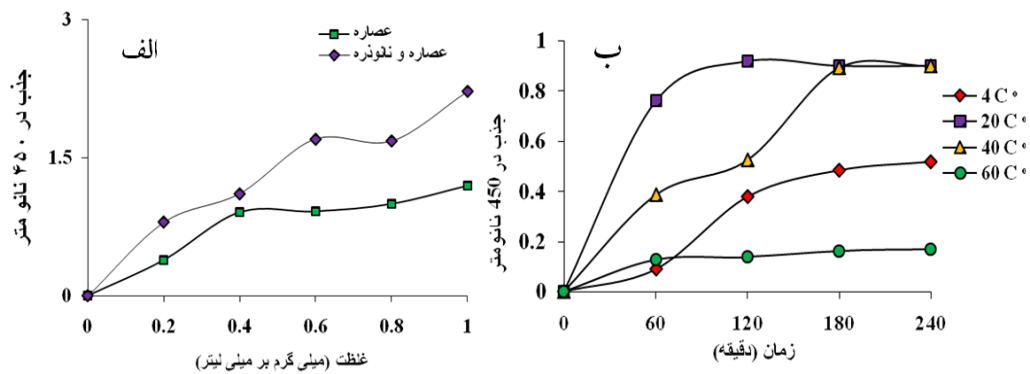 الف
عصاره
عصاره و نانوذره
جذب در ۴۵۰ نانو متر
3
1.5
0
0 0.2 0.4 0.6 0.8 1
غلظت (میلی گرم بر میلی لیتر)
ب
4 C °
20 C °
40 C °
60 C °
جذب در 450 نانومتر
1
0.8
0.6
0.4
0.2
0
0 60 120 180 240
زمان (دقیقه)